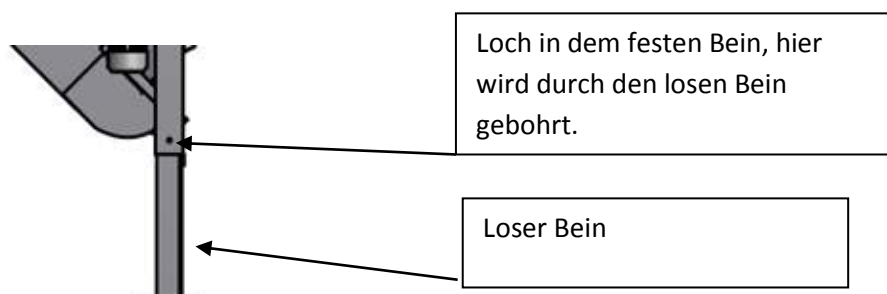 Loch in dem festen Bein, hier
wird durch den losen Bein
gebohrt.
Loser Bein